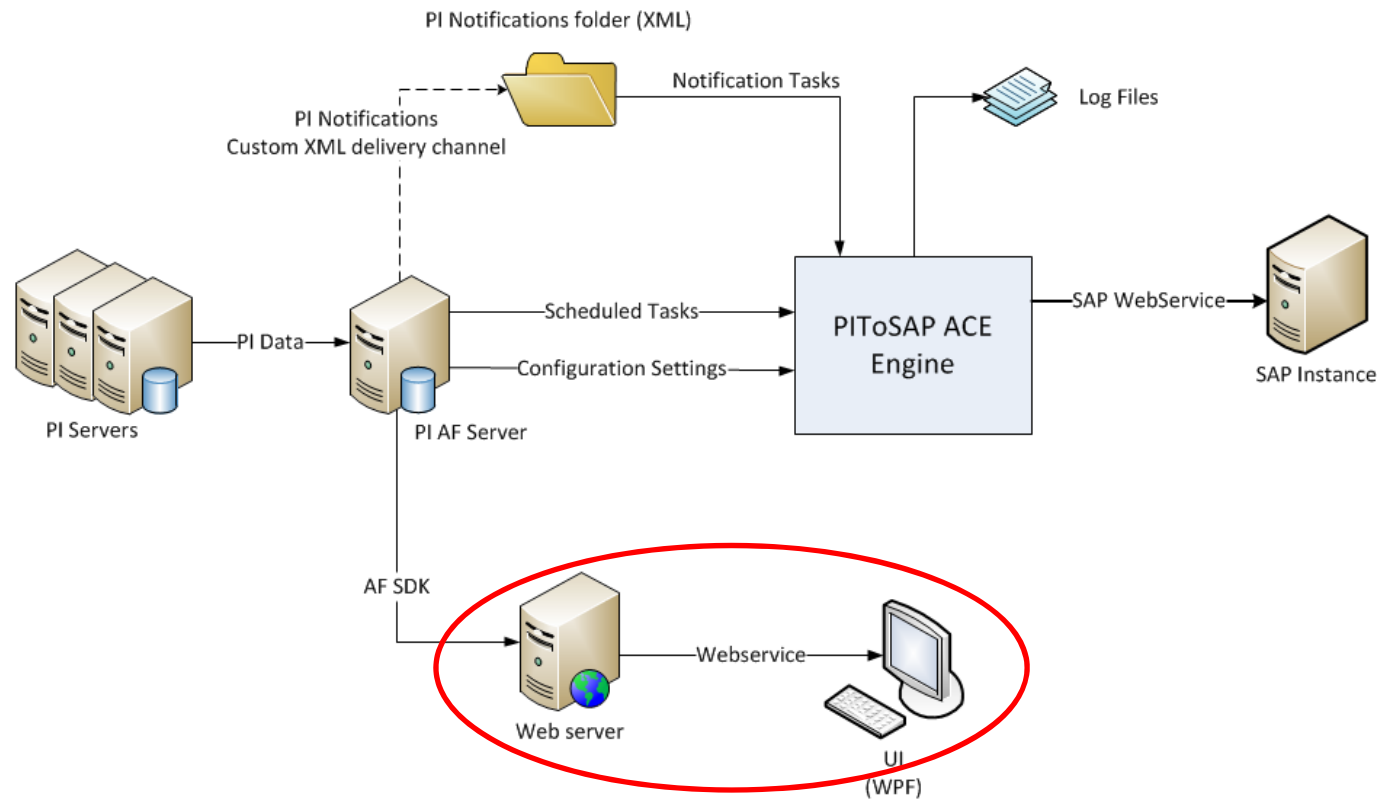 PI Notifications folder (XML)
Notification Tasks
Log Files
PI Notifications
Custom XML delivery channel
Scheduled Tasks
SAP WebService
PIToSAP ACE
Engine
PI Data
Configuration Settings
SAP Instance
PI Servers
PI AF Server
AF SDK
Webservice
Web server
UI
(WPF)